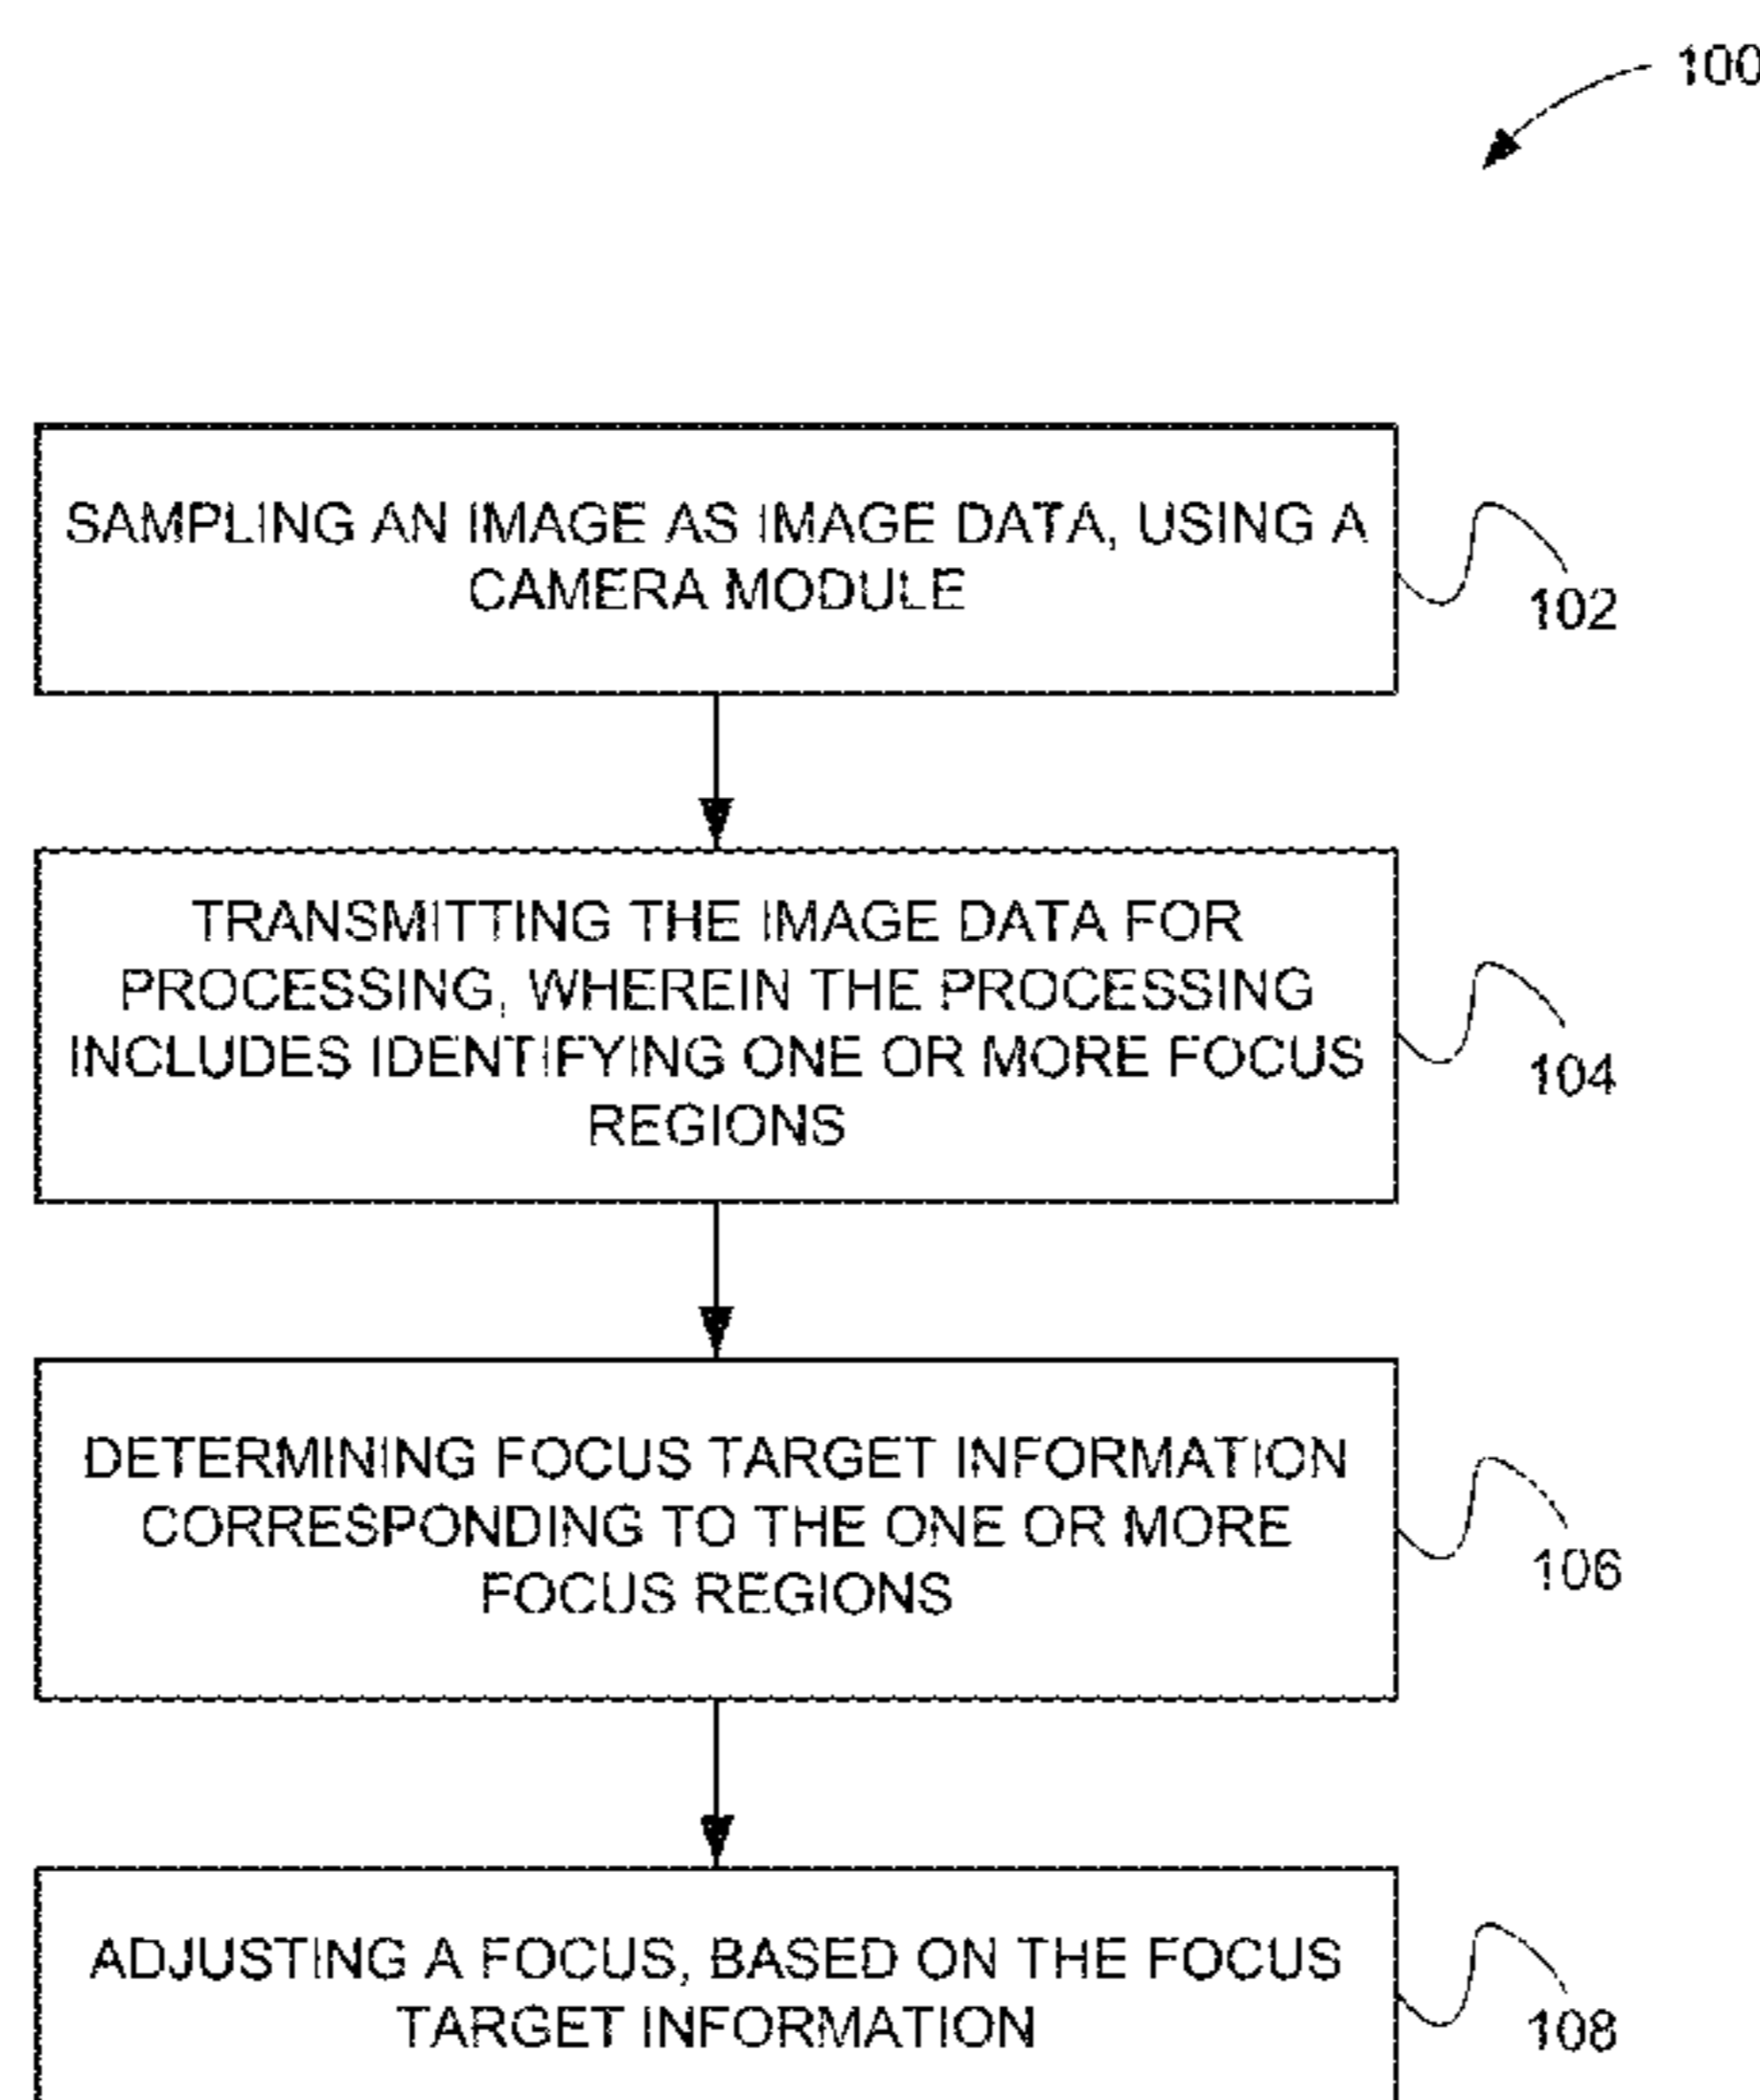 100
SAMPLING AN IMAGE AS IMAGE DATA, USING A
CAMERA MODULE
102
TRANSMITTING THE IMAGE DATA FOR
PROCESSING, WHEREIN THE PROCESSING
INCLUDES IDENTIFYING ONE OR MORE FOCUS
REGIONS
104
DETERMINING FOCUS TARGET INFORMATION
CORRESPONDING TO THE ONE OR MORE
FOCUS REGIONS
106
ADJUSTING A FOCUS, BASED ON THE FOCUS
TARGET INFORMATION
108